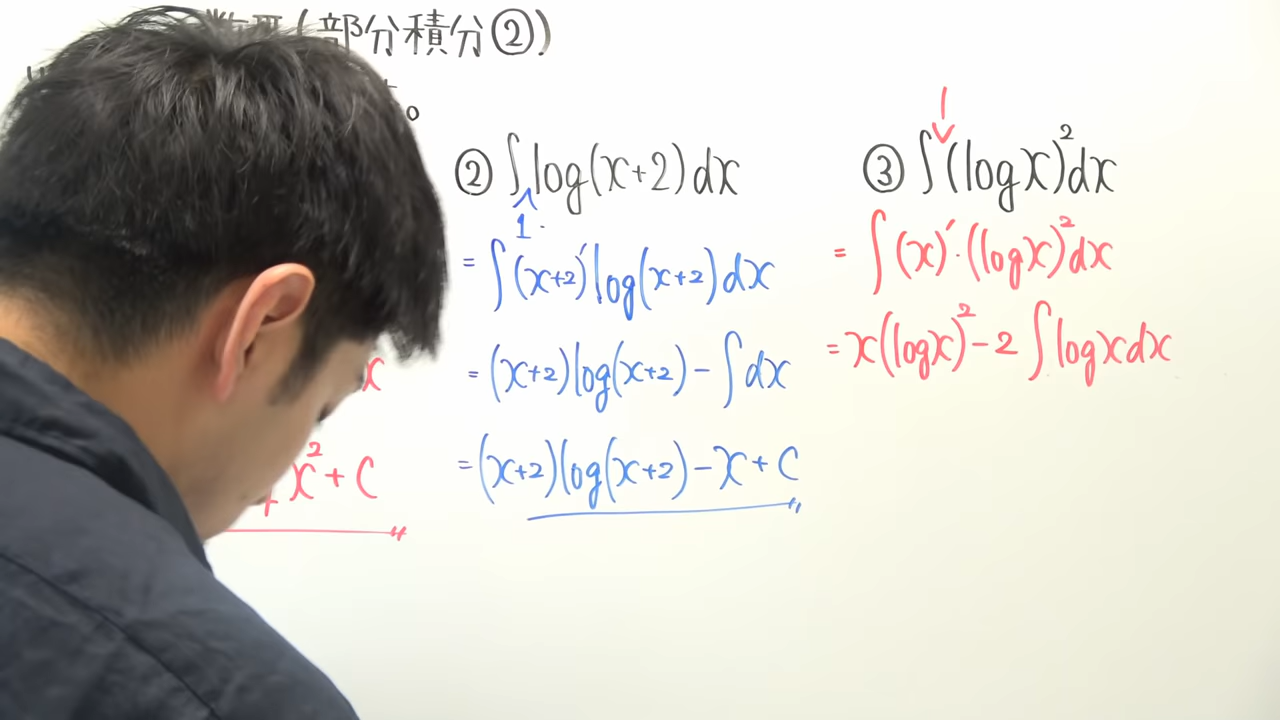 (部分積分②)
② ∫log(x+2)dx
1.
= ∫(x+2)′log(x+2)dx
= (x+2)log(x+2) - ∫dx
= (x+2)log(x+2) - x + C
x
x² + C
③ ∫(logx)²dx
= ∫(x)′·(logx)²dx
= x(logx)² - 2∫logxdx